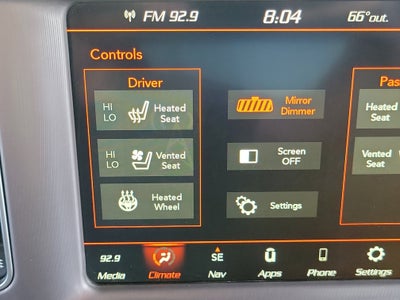 FM 92.9 8:04 66°out.
Controls
Driver
Pas
HI
LO
Heated
Seat
Mirror
Dimmer
Heated
Seat
HI
LO
Vented
Seat
Screen
OFF
Vented
Seat
Heated
Wheel
Settings
92.9
Media
Climate
SE
Nav
Apps
Phone
Settings